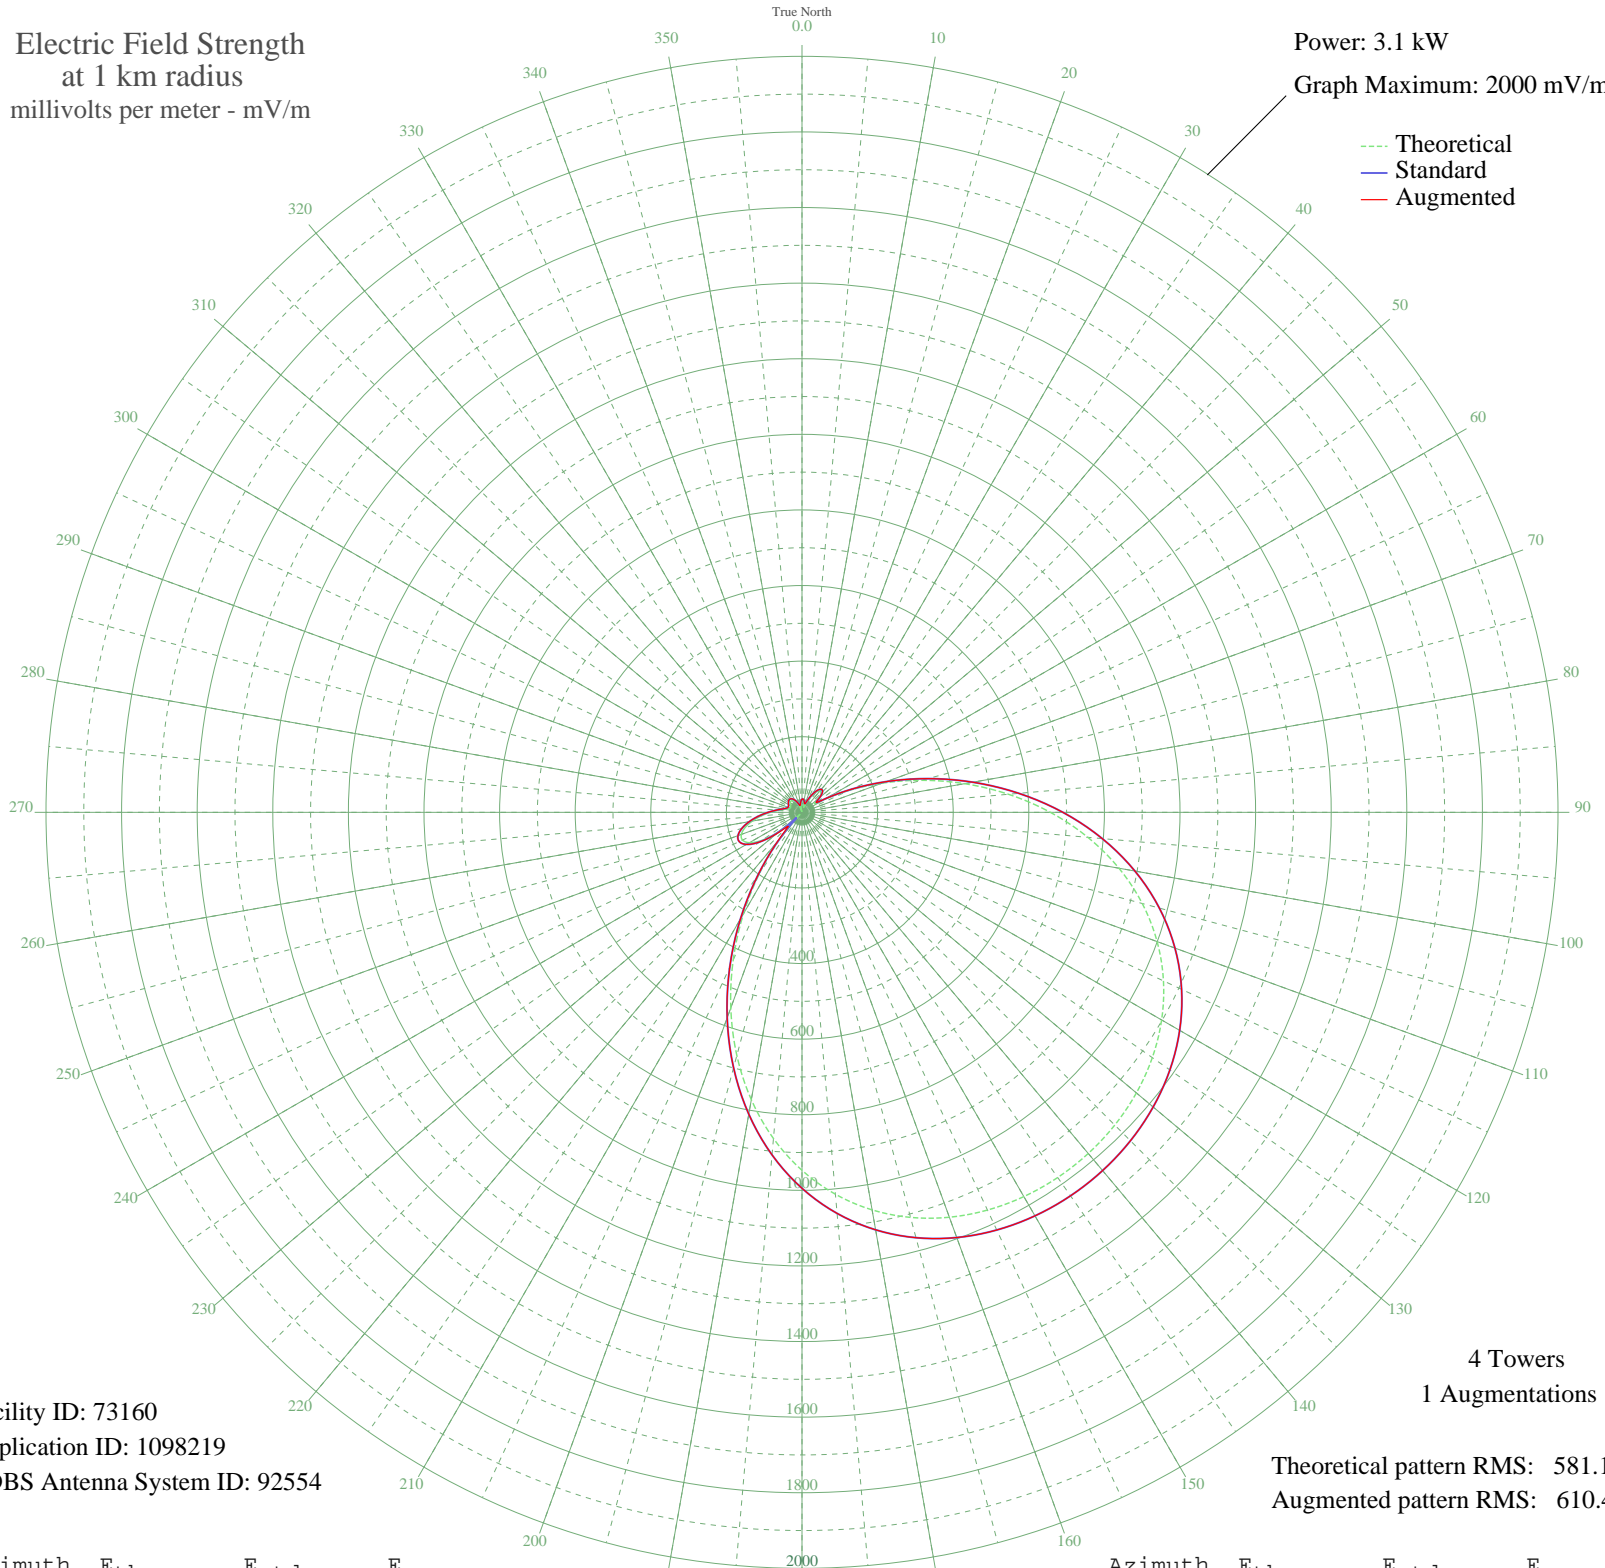 True North
0.0
Electric Field Strength
at 1 km radius
millivolts per meter - mV/m
Power: 3.1 kW
Graph Maximum: 2000 mV/m
Theoretical
Standard
Augmented
10
20
30
40
50
60
70
80
90
100
110
120
130
140
150
160
200
210
220
230
240
250
260
270
280
290
300
310
320
330
340
350
400
600
800
1000
1200
1400
1600
1800
2000
4 Towers
1 Augmentations
cility ID: 73160
plication ID: 1098219
DBS Antenna System ID: 92554
Theoretical pattern RMS: 581.1
Augmented pattern RMS: 610.4
imuth
Azimuth